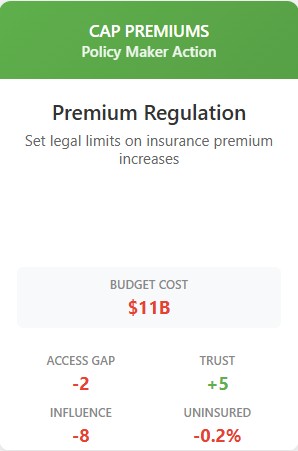 CAP PREMIUMS
Policy Maker Action
Premium Regulation
Set legal limits on insurance premium
increases
BUDGET COST
$11B
ACCESS GAP
TRUST
-2
+5
INFLUENCE
UNINSURED
-8
-0.2%